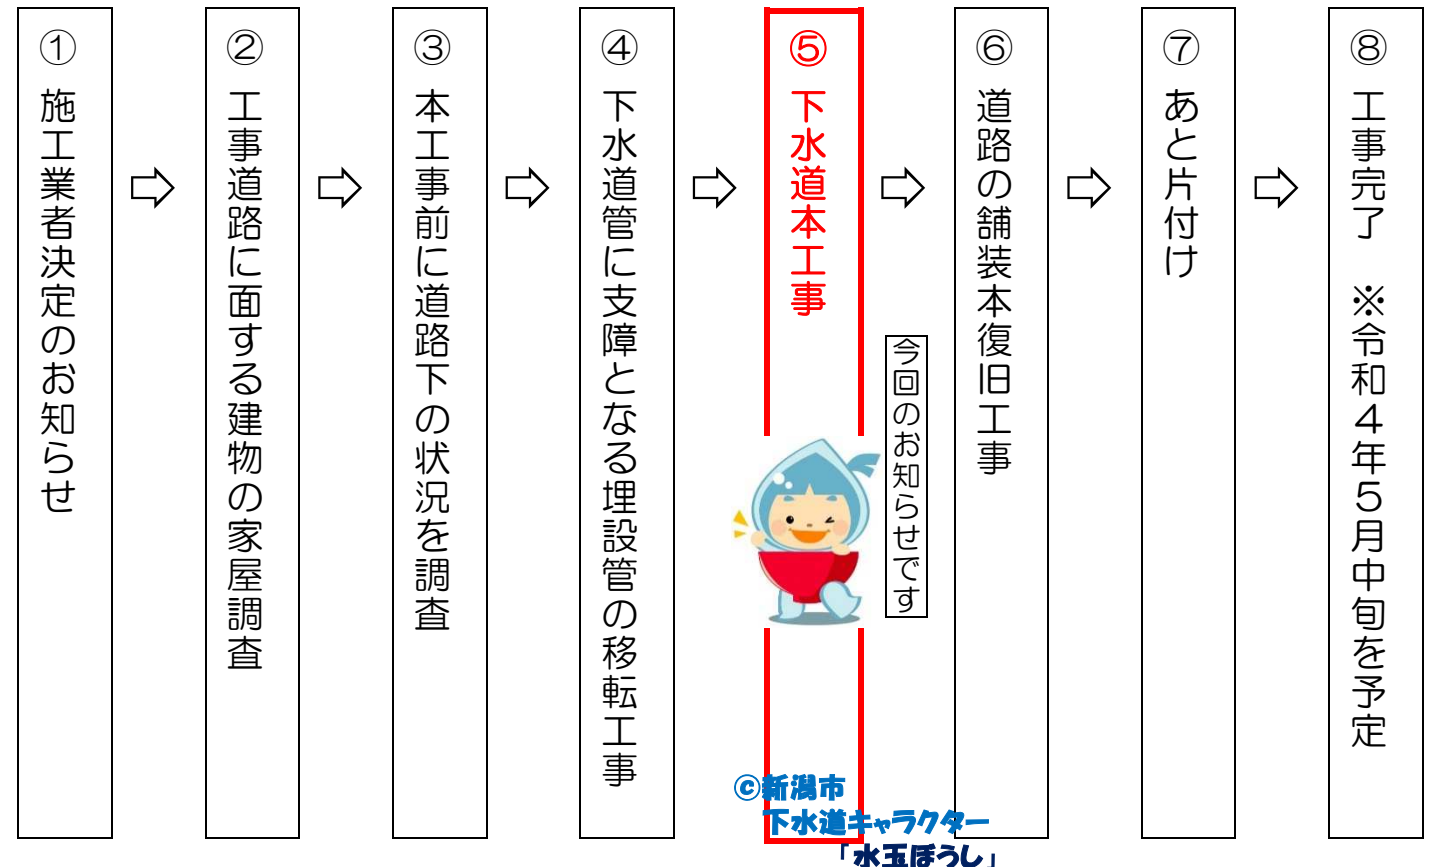 ① 施工業者決定のお知らせ
⇨
② 工事道路に面する建物の家屋調査
⇨
③ 本工事前に道路下の状況を調査
⇨
④ 下水道管に支障となる埋設管の移転工事
⇨
⑤ 下水道本工事
⇨
今回のお知らせです
⑥ 道路の舗装本復旧工事
⇨
⑦ あと片付け
⇨
⑧ 工事完了　※令和４年５月中旬を予定
©新潟市
下水道キャラクター
「水玉ぼうし」